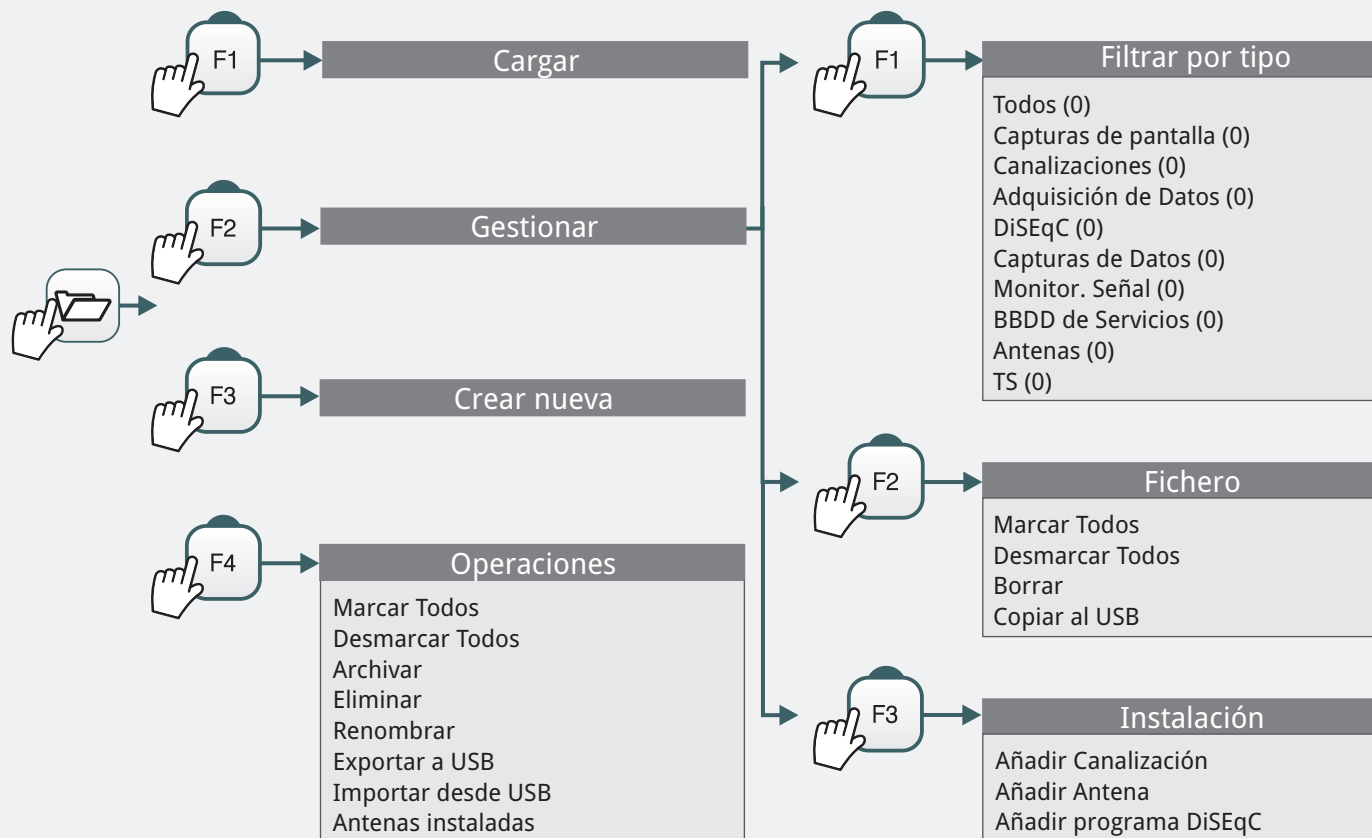 F1
Cargar
F2
Gestionar
F3
Crear nueva
F4
Operaciones
Marcar Todos
Desmarcar Todos
Archivar
Eliminar
Renombrar
Exportar a USB
Importar desde USB
Antenas instaladas
F1
Filtrar por tipo
Todos (0)
Capturas de pantalla (0)
Canalizaciones (0)
Adquisición de Datos (0)
DiSEqC (0)
Capturas de Datos (0)
Monitor. Señal (0)
BBDD de Servicios (0)
Antenas (0)
TS (0)
F2
Fichero
Marcar Todos
Desmarcar Todos
Borrar
Copiar al USB
F3
Instalación
Añadir Canalización
Añadir Antena
Añadir programa DiSEqC